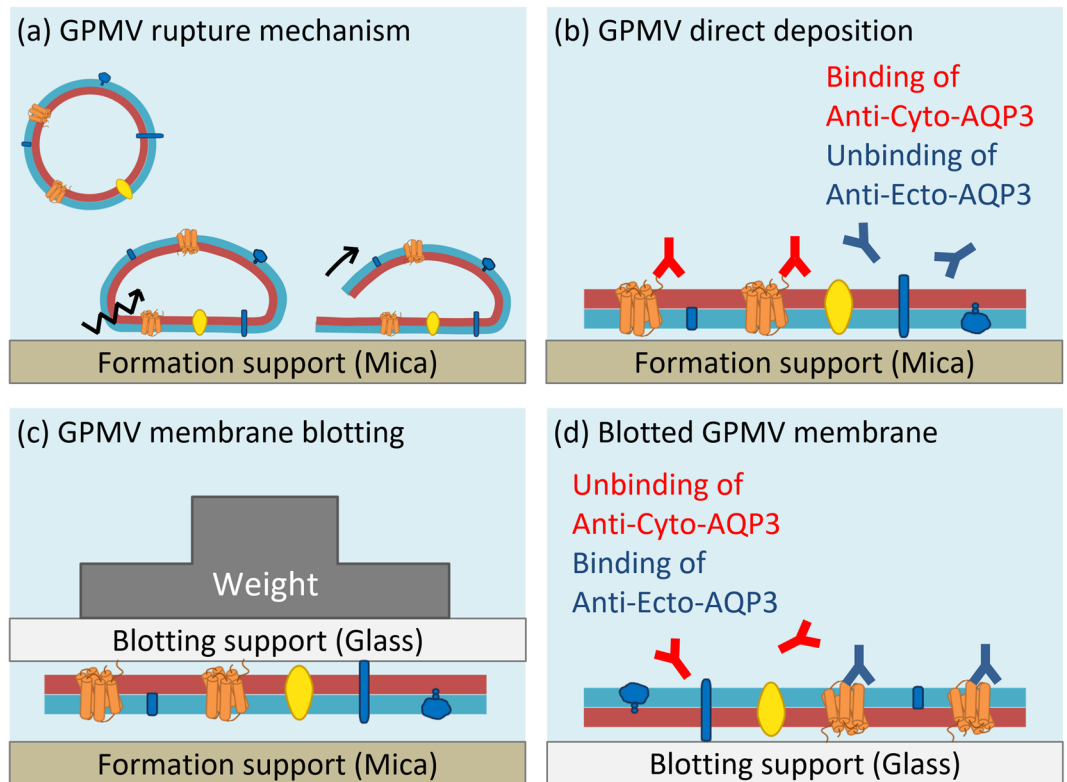 (a) GPMV rupture mechanism
Formation support (Mica)
(b) GPMV direct deposition
Binding of
Anti-Cyto-AQP3
Unbinding of
Anti-Ecto-AQP3
Formation support (Mica)
(c) GPMV membrane blotting
Weight
Blotting support (Glass)
Formation support (Mica)
(d) Blotted GPMV membrane
Unbinding of
Anti-Cyto-AQP3
Binding of
Anti-Ecto-AQP3
Blotting support (Glass)